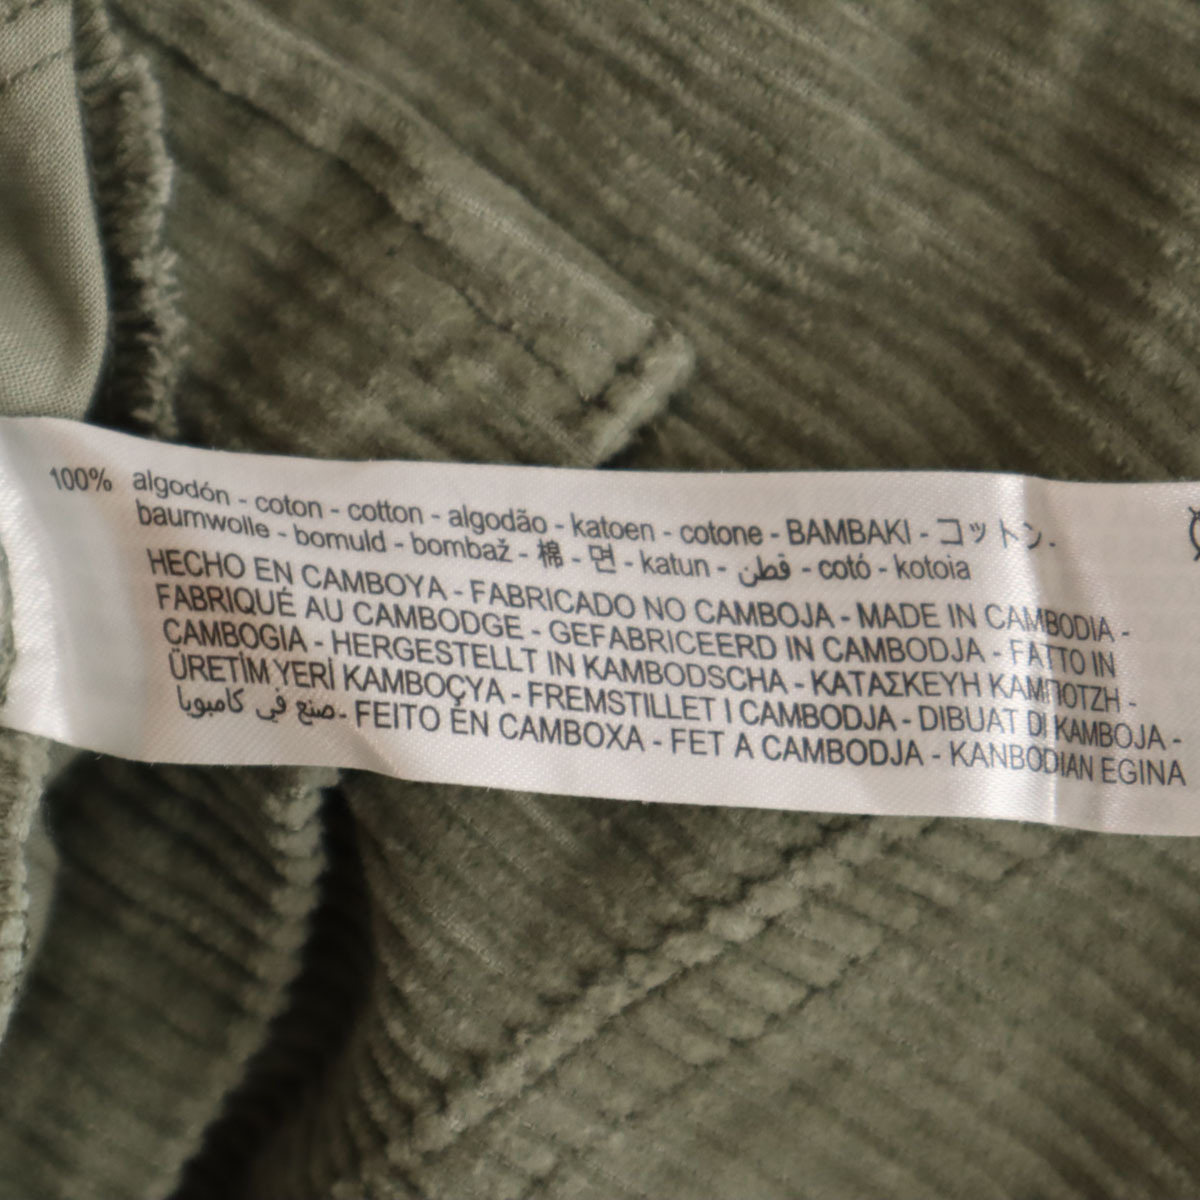 100% algodón - coton - cotton - algodão - katoen - cotone - BAMBAKI - コットン -
baumwolle - bomuld - bombaž - 棉 - 면 - katun - قطن - cotó - kotoia
HECHO EN CAMBOYA - FABRICADO NO CAMBOJA - MADE IN CAMBODIA -
FABRIQUÉ AU CAMBODGE - GEFABRICEERD IN CAMBODJA - FATTO IN
CAMBOGIA - HERGESTELLT IN KAMBODSCHA - ΚΑΤΑΣΚΕΥΗ ΚΑΜΠΟΤΖΗ -
ÜRETİM YERİ KAMBOÇYA - FREMSTILLET I CAMBODJA - DIBUAT DI KAMBOJA -
صنع في كامبوبيا - FEITO EN CAMBOXA - FET A CAMBODJA - KANBODIAN EGINA